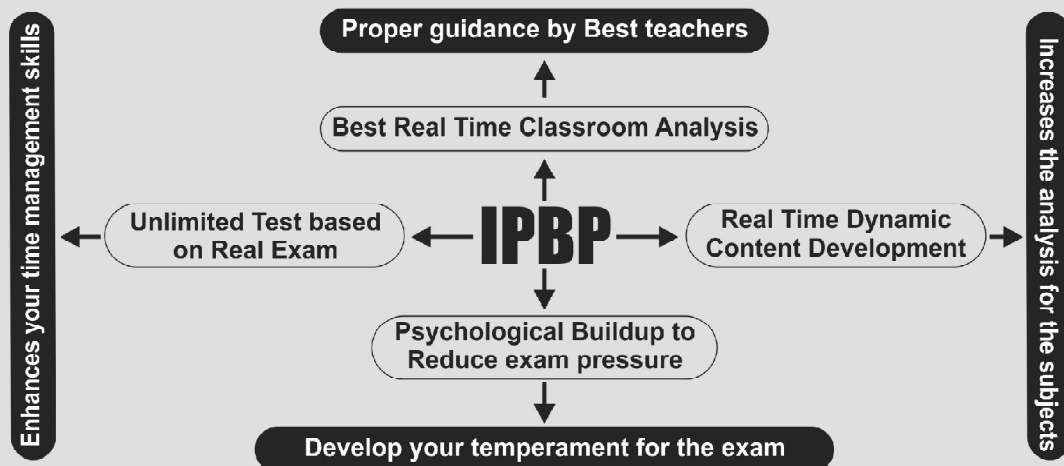 Proper guidance by Best teachers
Best Real Time Classroom Analysis
Enhances your time management skills
Unlimited Test based
on Real Exam
IPBP
Real Time Dynamic
Content Development
Increases the analysis for the subjects
Psychological Buildup to
Reduce exam pressure
Develop your temperament for the exam